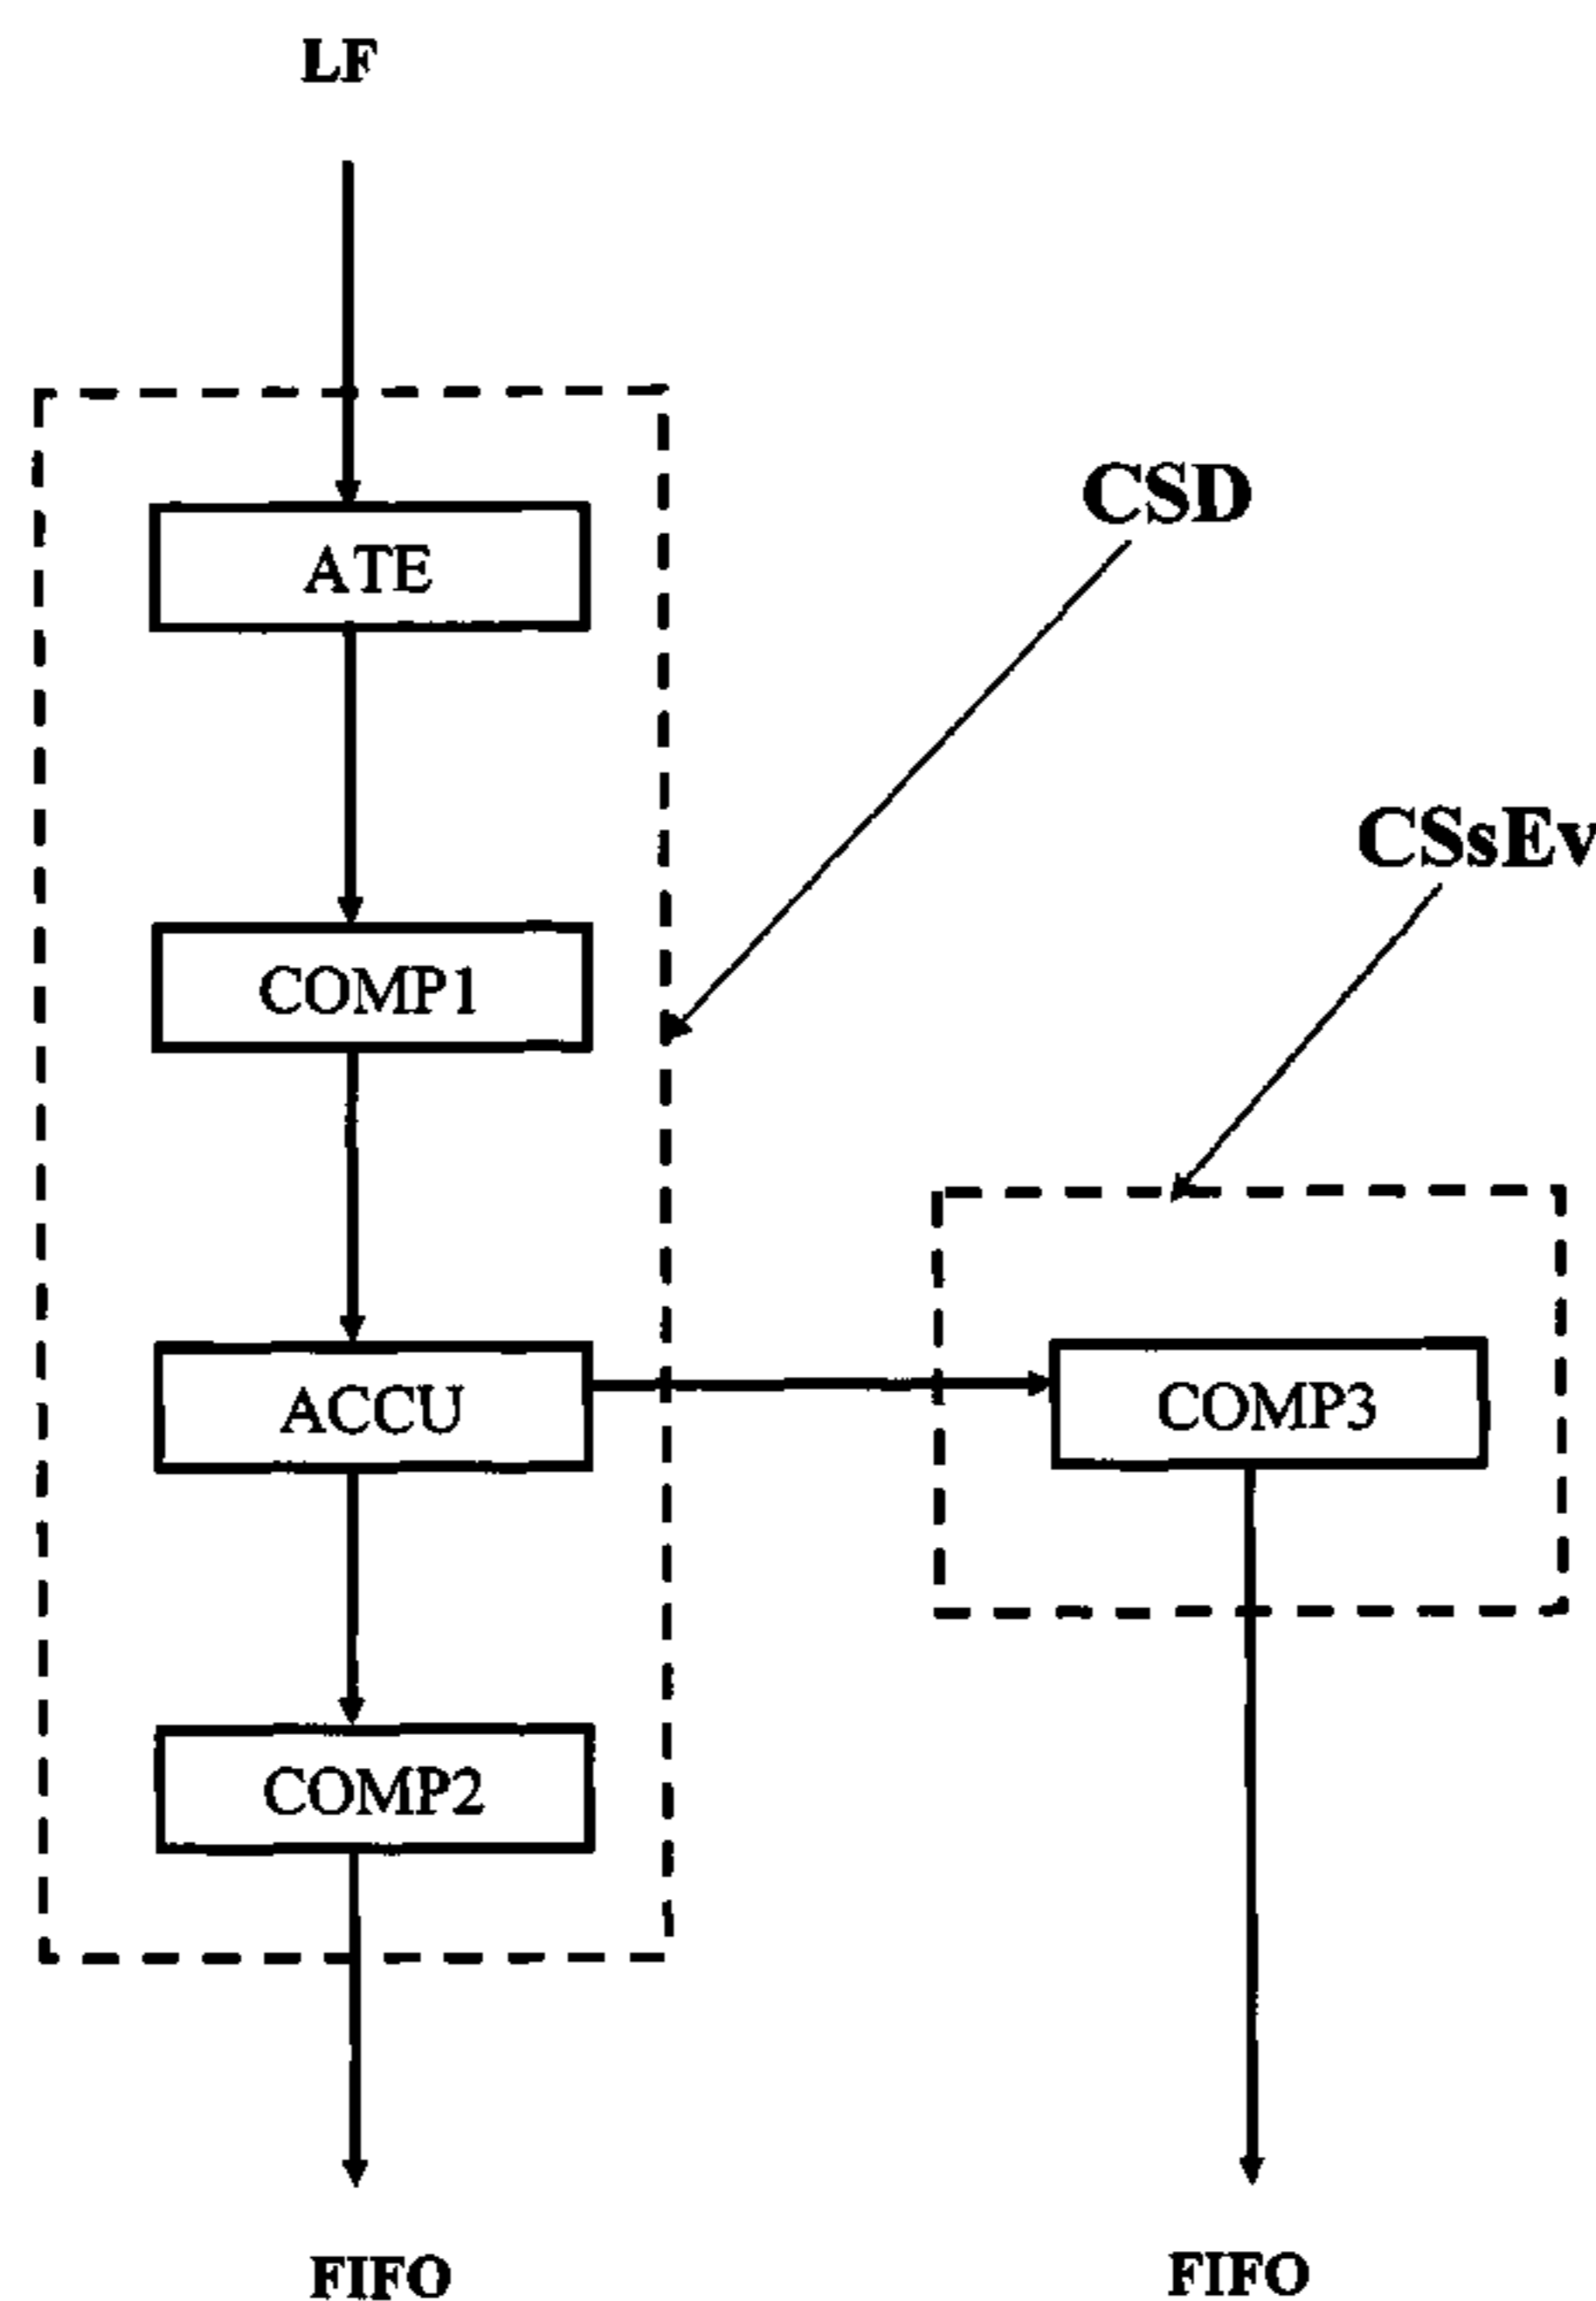 LF
CSD
ATE
CSsEv
COMP1
ACCU
COMP3
COMP2
FIFO
FIFO